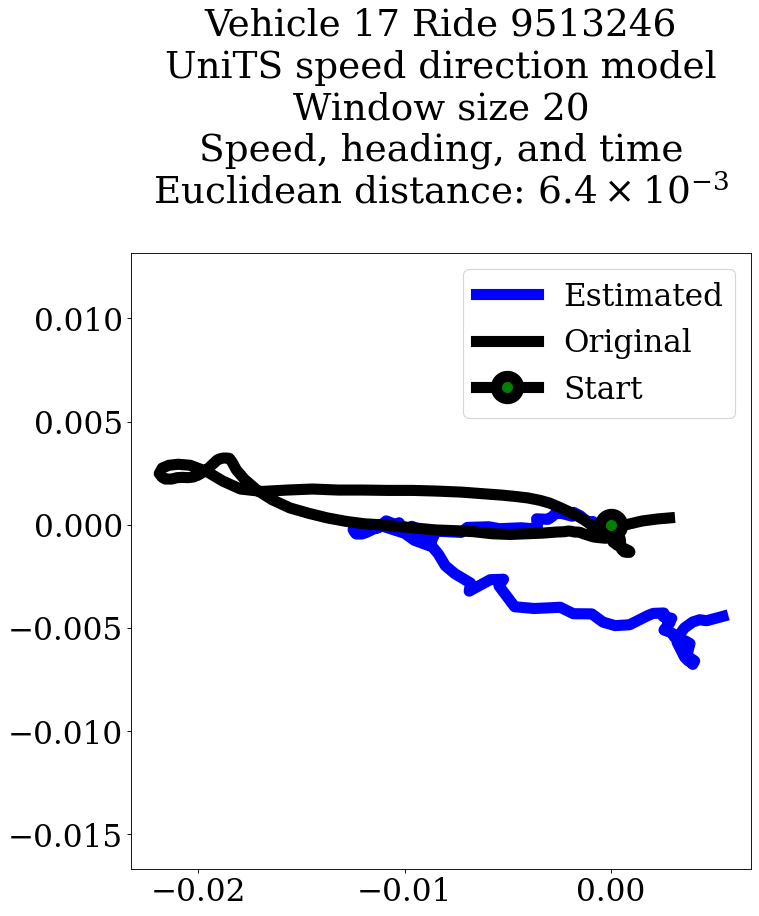 Vehicle 17 Ride 9513246
UniTS speed direction model
Window size 20
Speed, heading, and time
Euclidean distance: 6.4 × 10⁻³
Estimated
Original
Start
0.010
0.005
0.000
−0.005
−0.010
−0.015
−0.02
−0.01
0.00